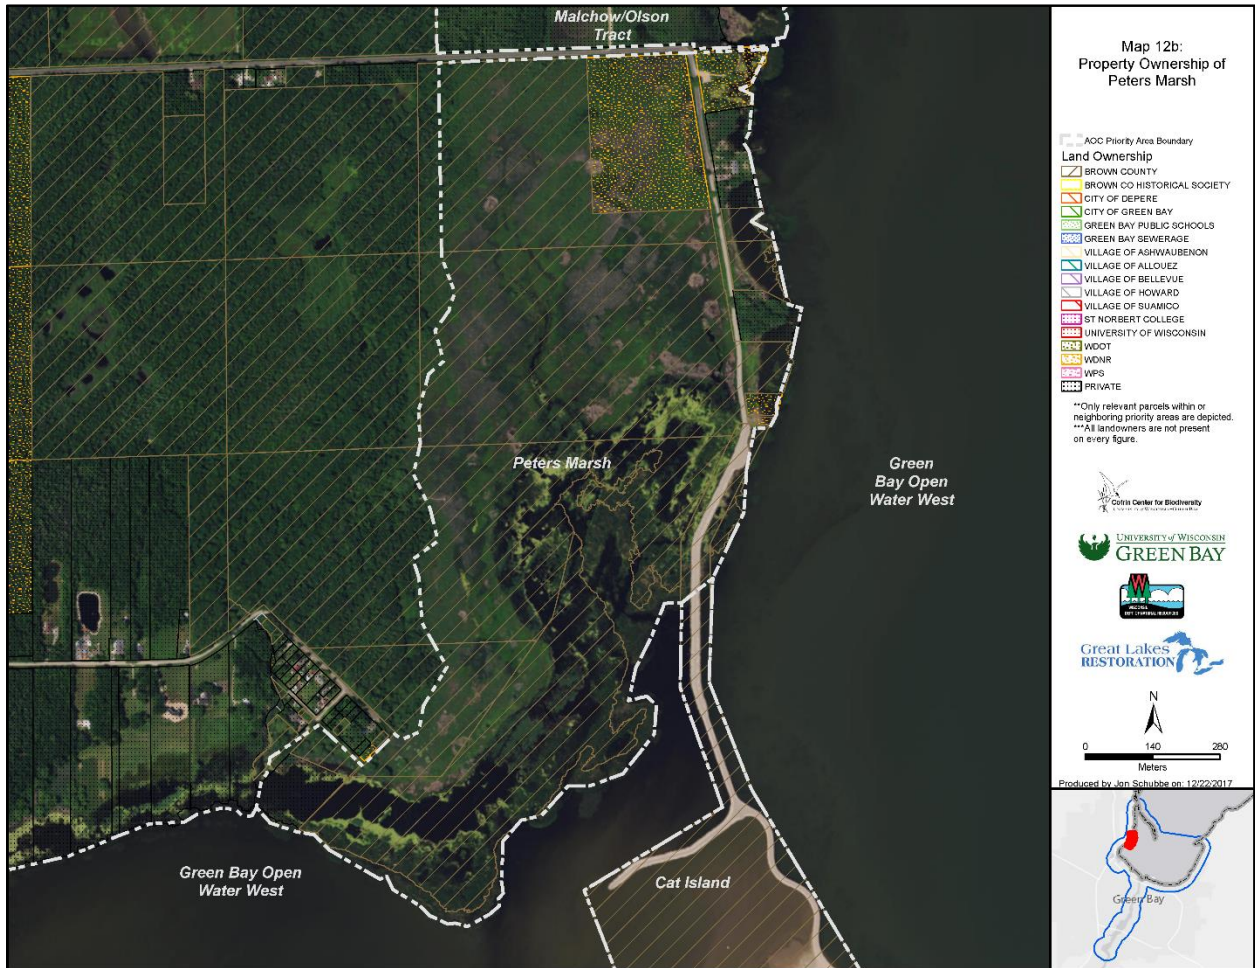 Malchow/Olson
Tract
Peters Marsh
Green
Bay Open
Water West
Green Bay Open
Water West
Cat Island
Map 12b:
Property Ownership of
Peters Marsh
AOC Priority Area Boundary
Land Ownership
BROWN COUNTY
BROWN CO HISTORICAL SOCIETY
CITY OF DEPERE
CITY OF GREEN BAY
GREEN BAY PUBLIC SCHOOLS
GREEN BAY SEWERAGE
VILLAGE OF ASHWAUBENON
VILLAGE OF ALLOUEZ
VILLAGE OF BELLEVUE
VILLAGE OF HOWARD
VILLAGE OF SUAMICO
ST NORBERT COLLEGE
UNIVERSITY OF WISCONSIN
WDOT
WDNR
WPS
PRIVATE
**Only relevant parcels within or
neighboring priority areas are depicted.
***All landowners are not present
on every figure.
Cofrin Center for Biodiversity
UNIVERSITY of WISCONSIN
GREEN BAY
W
WISCONSIN
Great Lakes
RESTORATION
N
0 140 280
Meters
Produced by Jon Schubbe on: 12/22/2017
Green Bay